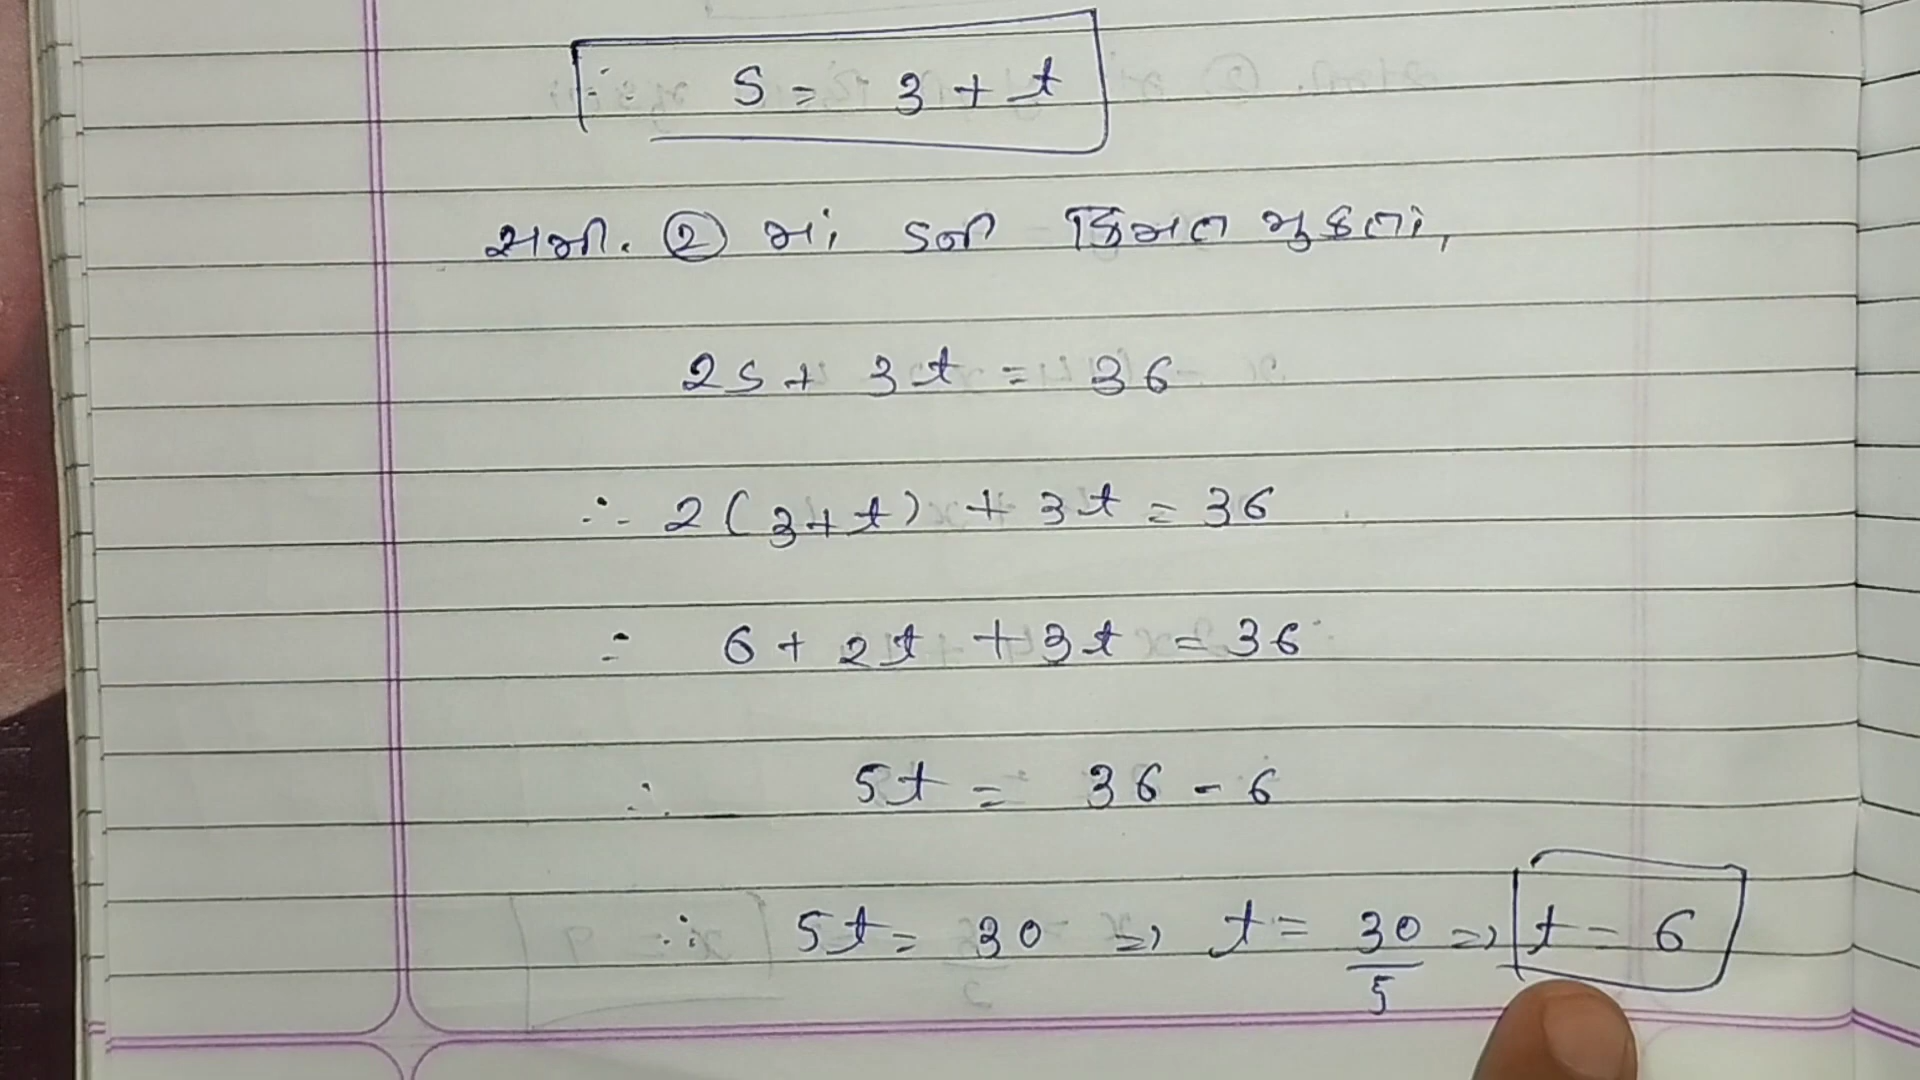 ∴ S = 3 + t
સમી. ② માં Sની કિંમત મુકતાં,
2S + 3t = 36
∴ 2(3+t) + 3t = 36
∴ 6 + 2t + 3t = 36
∴ 5t = 36 - 6
∴ 5t = 30 ⇒ t = 30/5 ⇒ t = 6